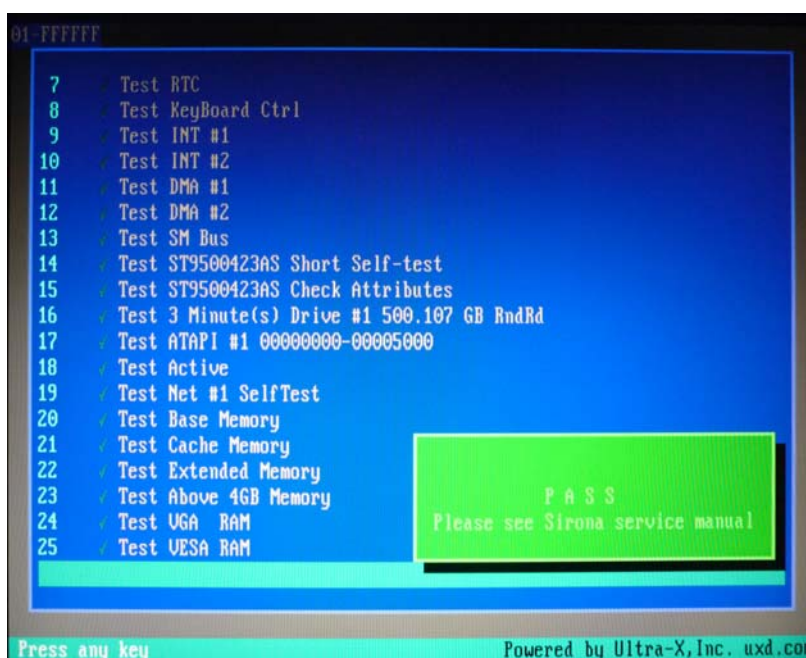 01-FFFFFF
7 ✓ Test RTC
8 ✓ Test KeyBoard Ctrl
9 ✓ Test INT #1
10 ✓ Test INT #2
11 ✓ Test DMA #1
12 ✓ Test DMA #2
13 ✓ Test SM Bus
14 ✓ Test ST9500423AS Short Self-test
15 ✓ Test ST9500423AS Check Attributes
16 ✓ Test 3 Minute(s) Drive #1 500.107 GB RndRd
17 ✓ Test ATAPI #1 00000000-00005000
18 ✓ Test Active
19 ✓ Test Net #1 SelfTest
20 ✓ Test Base Memory
21 ✓ Test Cache Memory
22 ✓ Test Extended Memory
23 ✓ Test Above 4GB Memory
24 ✓ Test VGA RAM
25 ✓ Test VESA RAM
P A S S
Please see Sirona service manual
Press any key Powered by Ultra-X,Inc. uxd.co